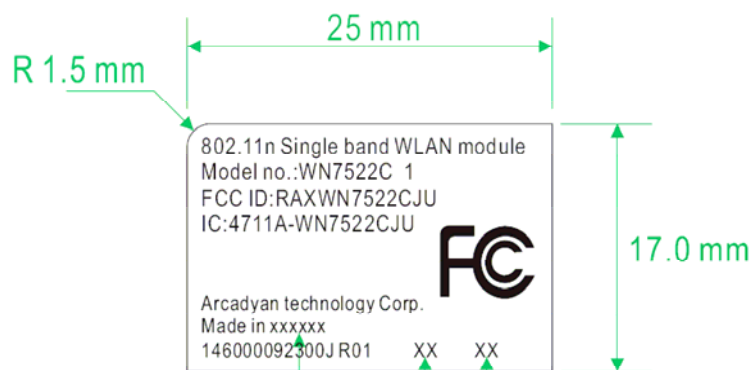 25 mm
R 1.5 mm
802.11n Single band WLAN module
Model no.:WN7522C 1
FCC ID:RAXWN7522CJU
IC:4711A-WN7522CJU
FC
17.0 mm
Arcadyan technology Corp.
Made in xxxxxx
146000092300J R01 XX XX